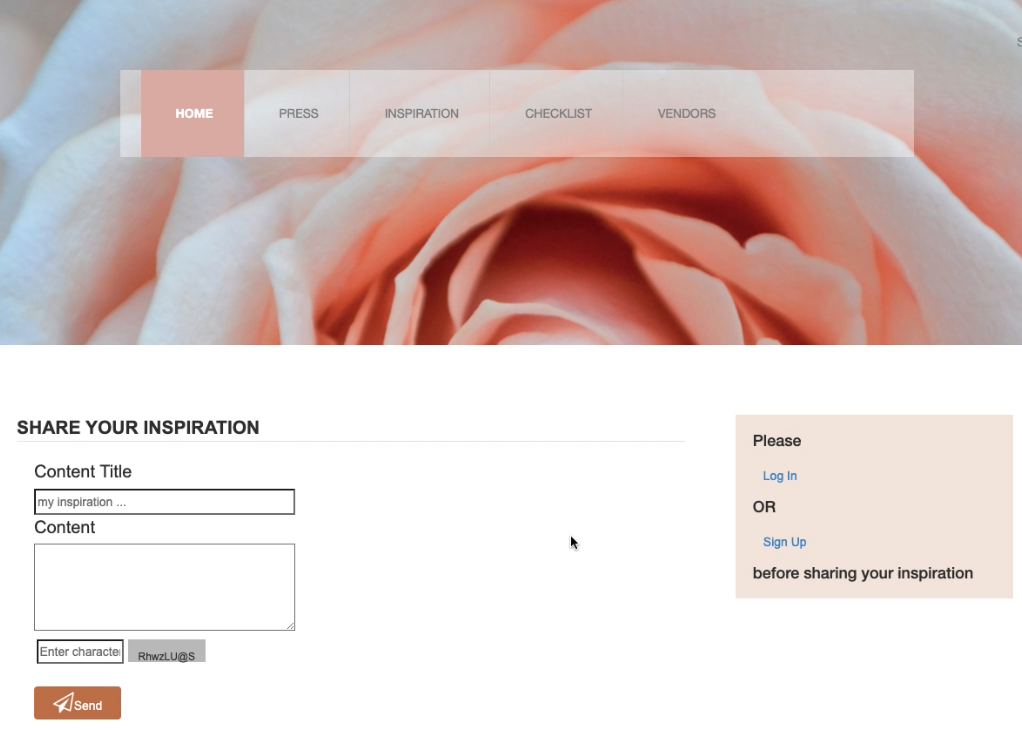 HOME PRESS INSPIRATION CHECKLIST VENDORS
SHARE YOUR INSPIRATION
Content Title
my inspiration ...
Content
Enter characte
RhwzLU@S
Send
Please
Log In
OR
Sign Up
before sharing your inspiration